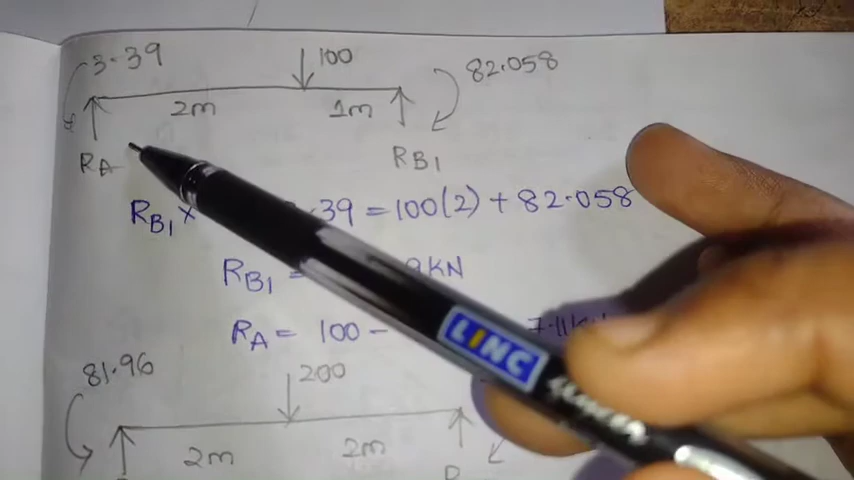 3.39 100 82.058
2m 1m
RA RB1
RB1 × .39 = 100(2) + 82.058
RB1 = 9KN
RA = 100 -
LINC
81.96 200
2m 2m